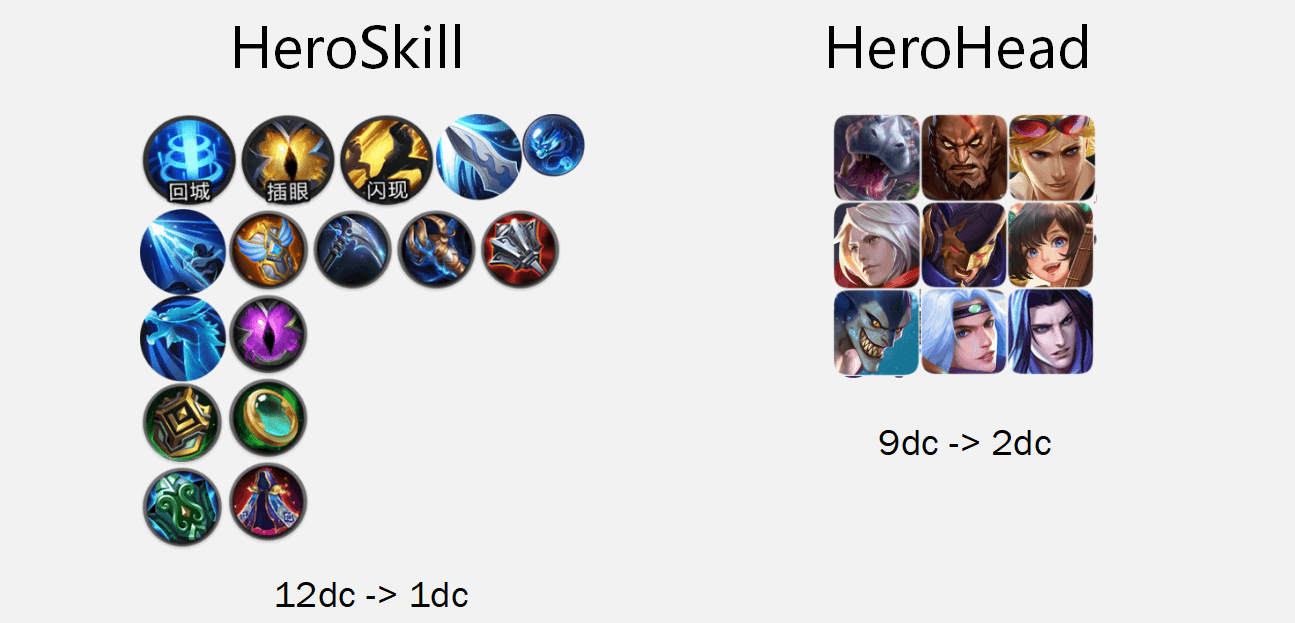 HeroSkill
HeroHead
回城
插眼
闪现
9dc -> 2dc
12dc -> 1dc